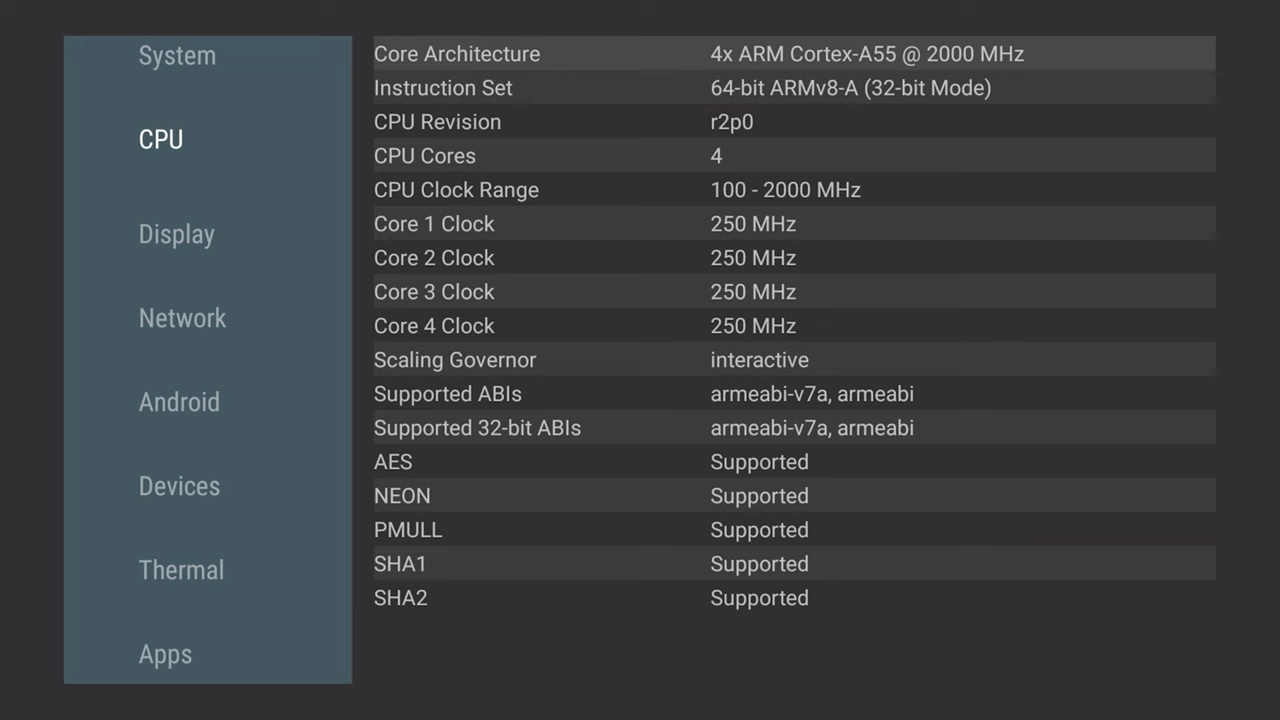 System
CPU
Display
Network
Android
Devices
Thermal
Apps
Core Architecture 4x ARM Cortex-A55 @ 2000 MHz
Instruction Set 64-bit ARMv8-A (32-bit Mode)
CPU Revision r2p0
CPU Cores 4
CPU Clock Range 100 - 2000 MHz
Core 1 Clock 250 MHz
Core 2 Clock 250 MHz
Core 3 Clock 250 MHz
Core 4 Clock 250 MHz
Scaling Governor interactive
Supported ABIs armeabi-v7a, armeabi
Supported 32-bit ABIs armeabi-v7a, armeabi
AES Supported
NEON Supported
PMULL Supported
SHA1 Supported
SHA2 Supported